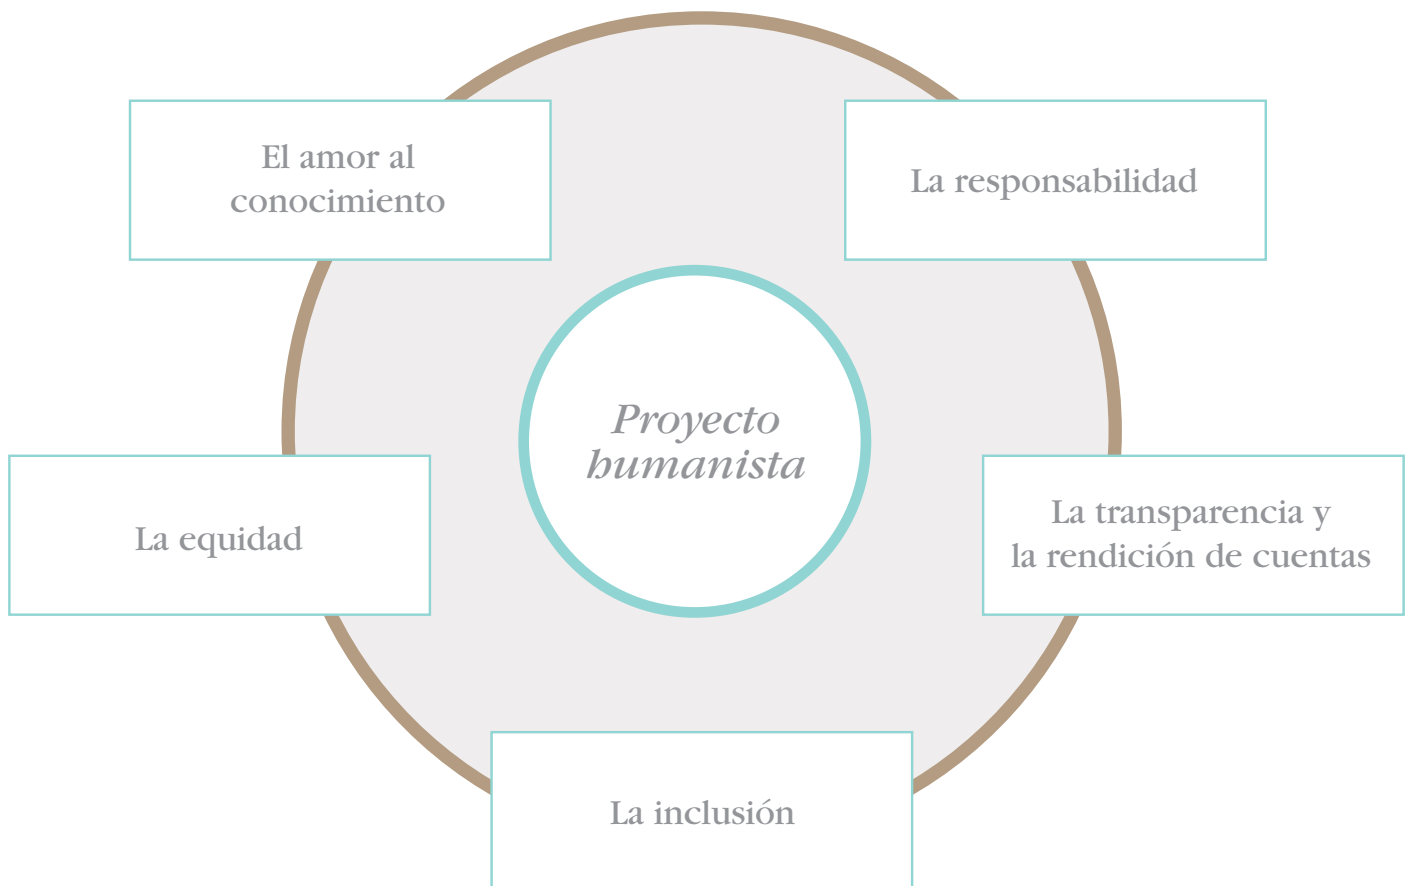 El amor al
conocimiento
La responsabilidad
Proyecto
humanista
La equidad
La transparencia y
la rendición de cuentas
La inclusión